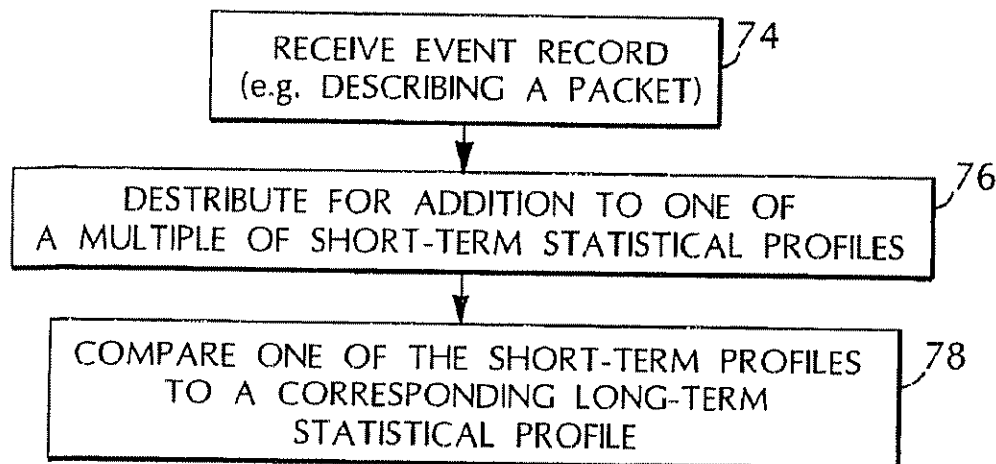 RECEIVE EVENT RECORD
(e.g. DESCRIBING A PACKET)
74
DESTRIBUTE FOR ADDITION TO ONE OF
A MULTIPLE OF SHORT-TERM STATISTICAL PROFILES
76
COMPARE ONE OF THE SHORT-TERM PROFILES
TO A CORRESPONDING LONG-TERM
STATISTICAL PROFILE
78